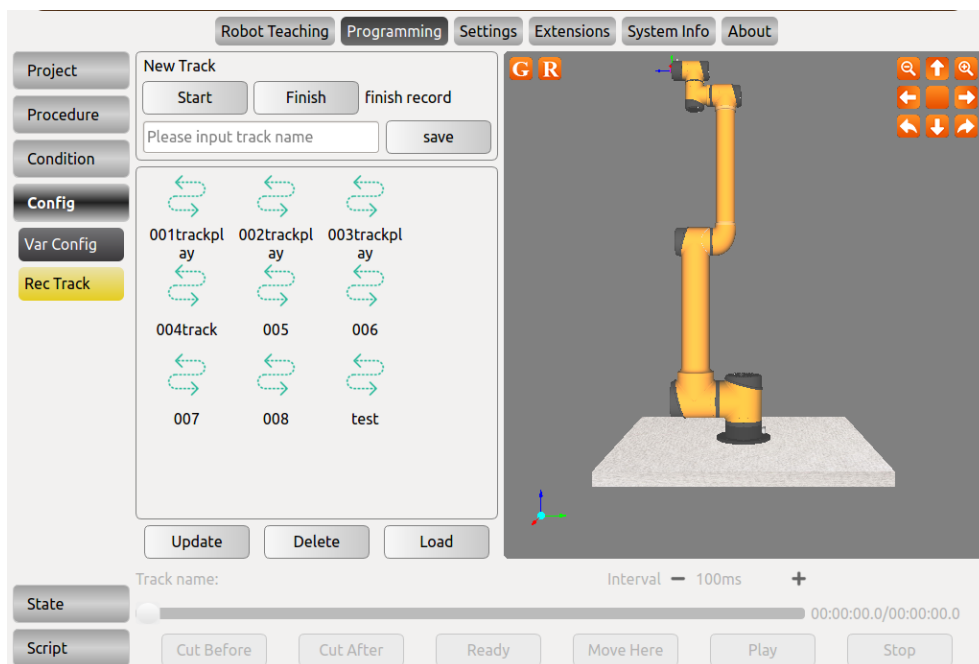 Robot Teaching Programming Settings Extensions System Info About
Project
Procedure
Condition
Config
Var Config
Rec Track
State
Script
New Track
Start Finish finish record
Please input track name save
001trackpl 002trackpl 003trackpl
ay ay ay
004track 005 006
007 008 test
Update Delete Load
G R
Track name: Interval 100ms
00:00:00.0/00:00:00.0
Cut Before Cut After Ready Move Here Play Stop